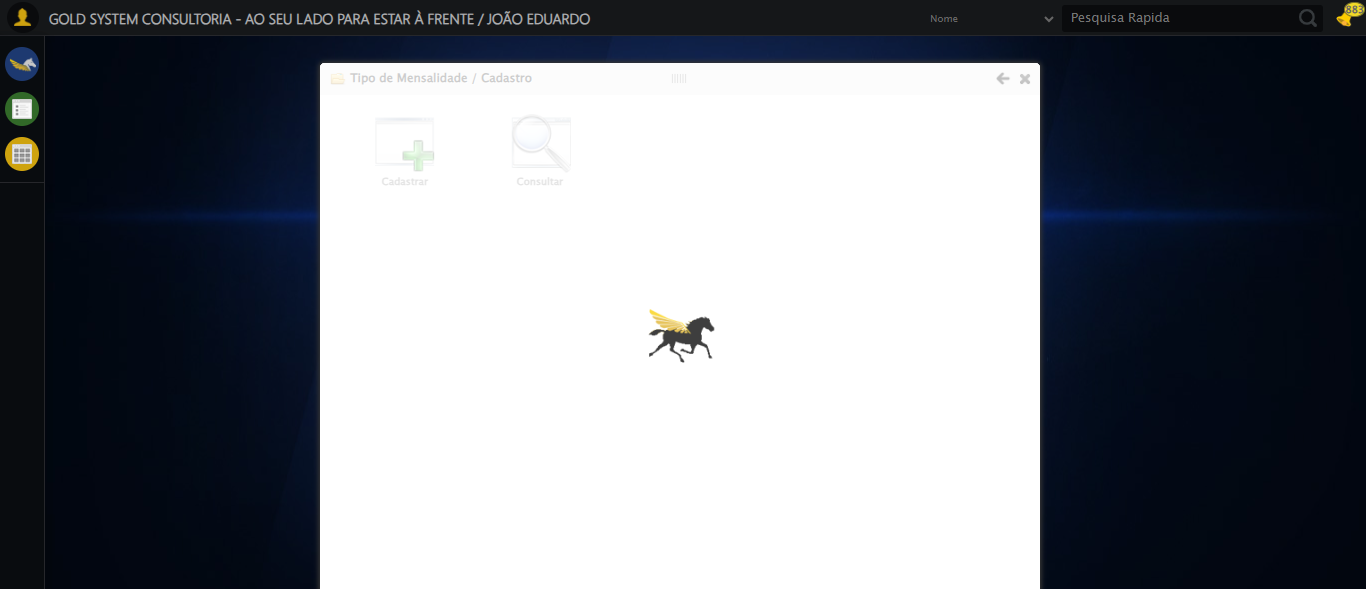 GOLD SYSTEM CONSULTORIA - AO SEU LADO PARA ESTAR À FRENTE / JOÃO EDUARDO
Nome
Pesquisa Rapida
883
Tipo de Mensalidade / Cadastro
Cadastrar
Consultar